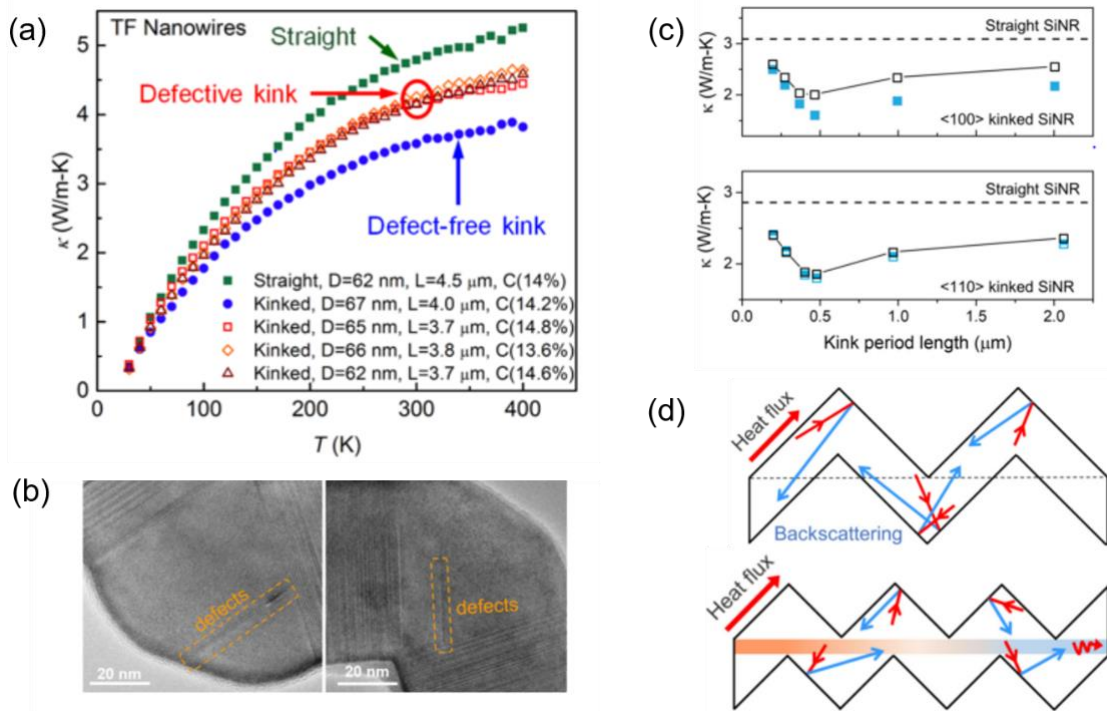 (a)
TF Nanowires
Straight
Defective kink
Defect-free kink
Straight, D=62 nm, L=4.5 μm, C(14%)
Kinked, D=67 nm, L=4.0 μm, C(14.2%)
Kinked, D=65 nm, L=3.7 μm, C(14.8%)
Kinked, D=66 nm, L=3.8 μm, C(13.6%)
Kinked, D=62 nm, L=3.7 μm, C(14.6%)
κ (W/m-K)
5
4
3
2
1
0
0 100 200 300 400
T (K)
(b)
defects
20 nm
defects
20 nm
(c)
κ (W/m-K)
3
2
1
Straight SiNR
<100> kinked SiNR
κ (W/m-K)
3
2
1
Straight SiNR
<110> kinked SiNR
0.0 0.5 1.0 1.5 2.0
Kink period length (μm)
(d)
Heat flux
Backscattering
Heat flux